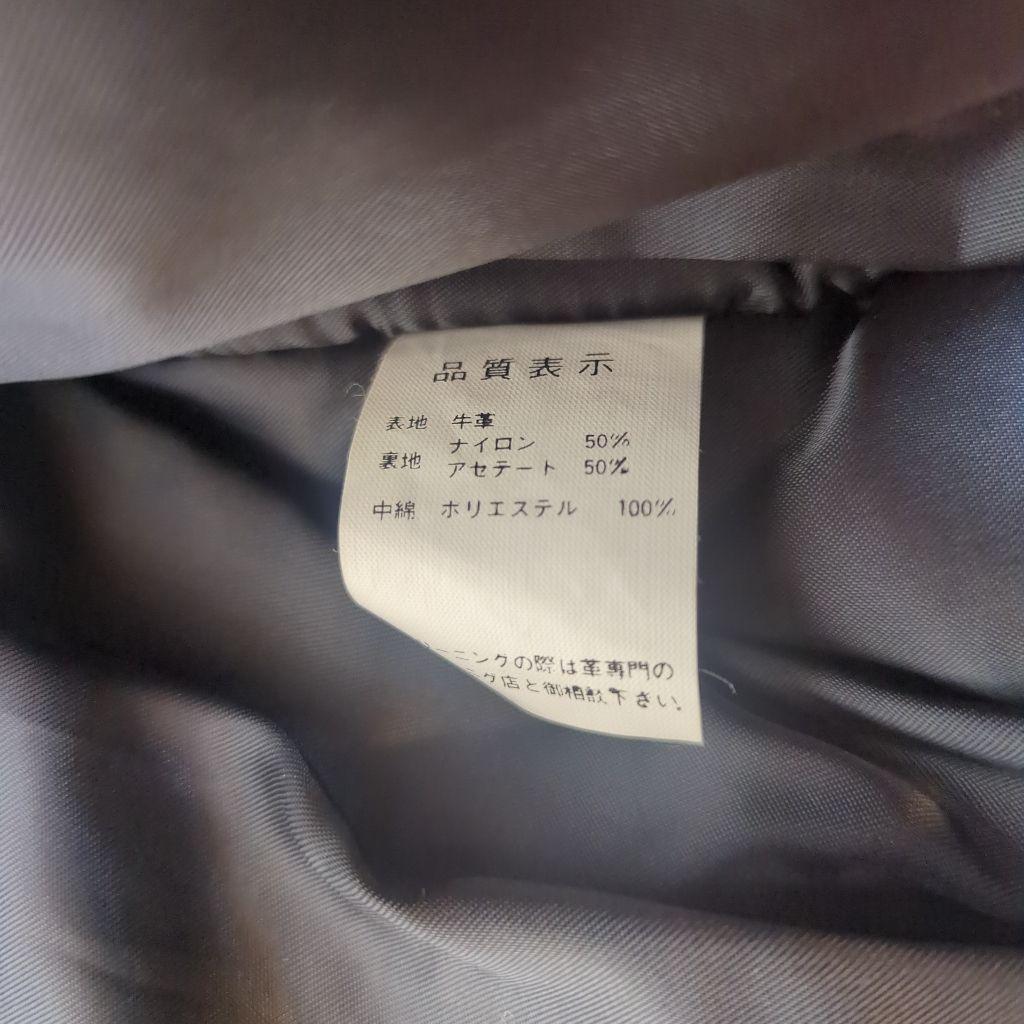 品質表示
表地 牛革
ナイロン 50%
裏地
アセテート 50%
中綿 ホリエステル 100%
ーニングの際は革専門の
ング店と御相談下さい.